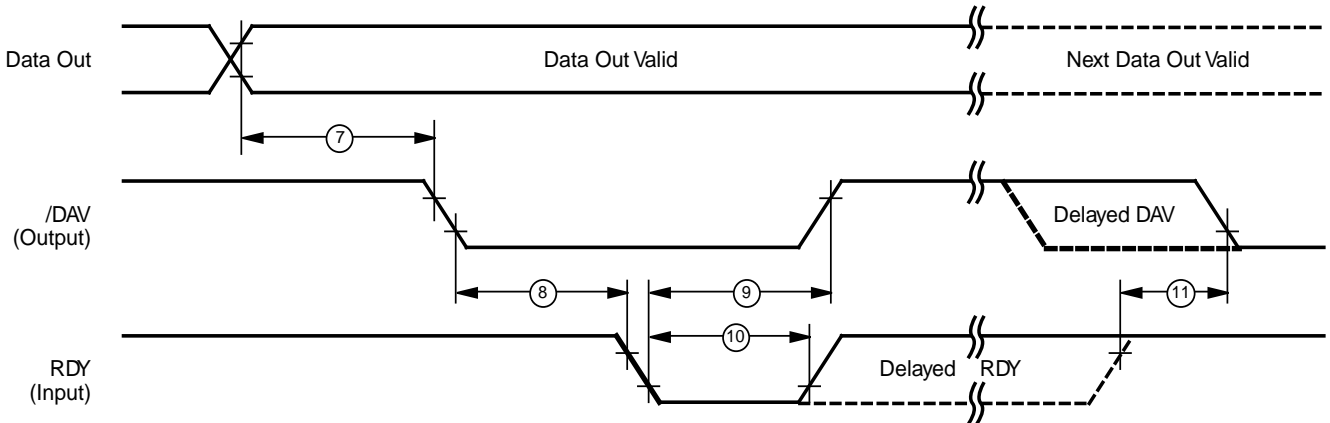 Data Out
Data Out Valid
Next Data Out Valid
7
/DAV
(Output)
Delayed DAV
8
9
11
10
RDY
(Input)
Delayed RDY